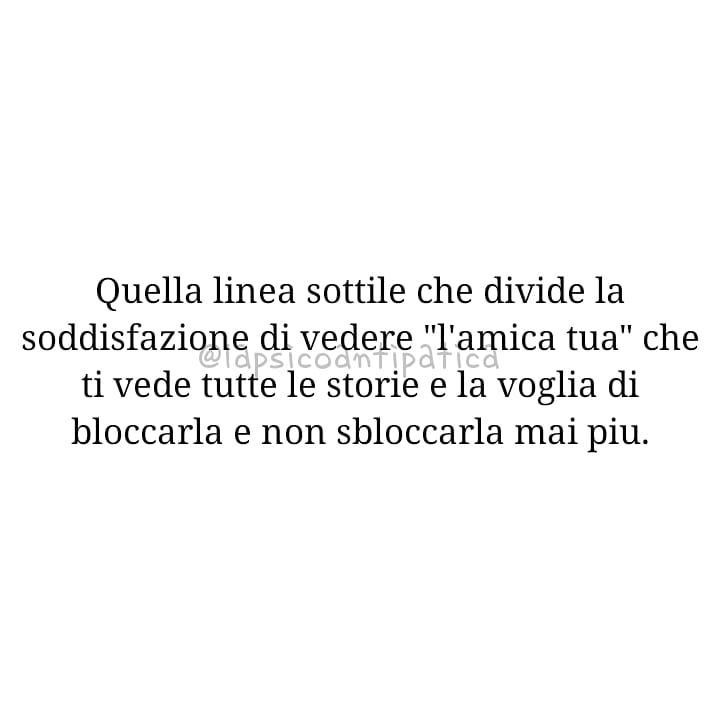 Quella linea sottile che divide la
soddisfazione di vedere "l'amica tua" che
@lapsicoantipatica
ti vede tutte le storie e la voglia di
bloccarla e non sbloccarla mai piu.